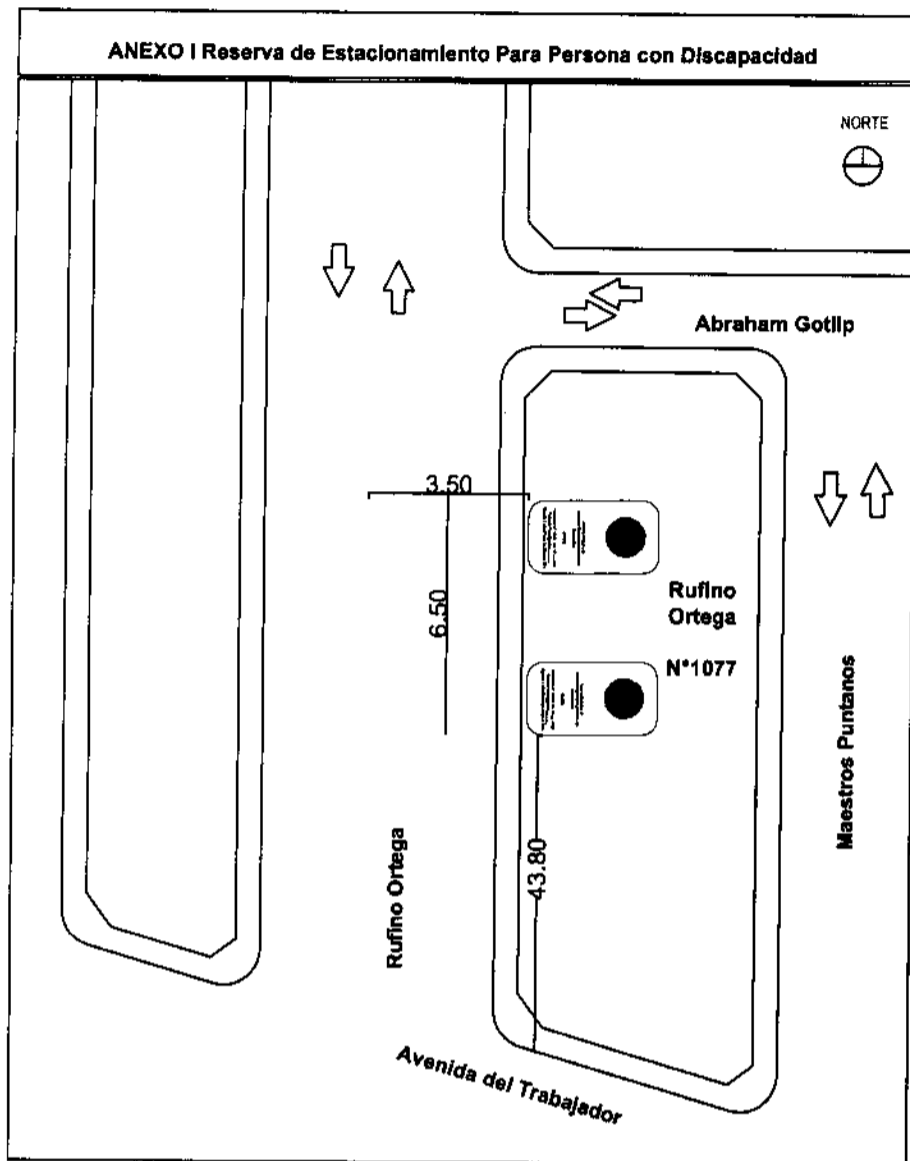 ANEXO I Reserva de Estacionamiento Para Persona con Discapacidad
NORTE
Abraham Gotlip
3.50
6.50
Rufino
Ortega
N°1077
Maestros Puntanos
43.80
Rufino Ortega
Avenida del Trabajador